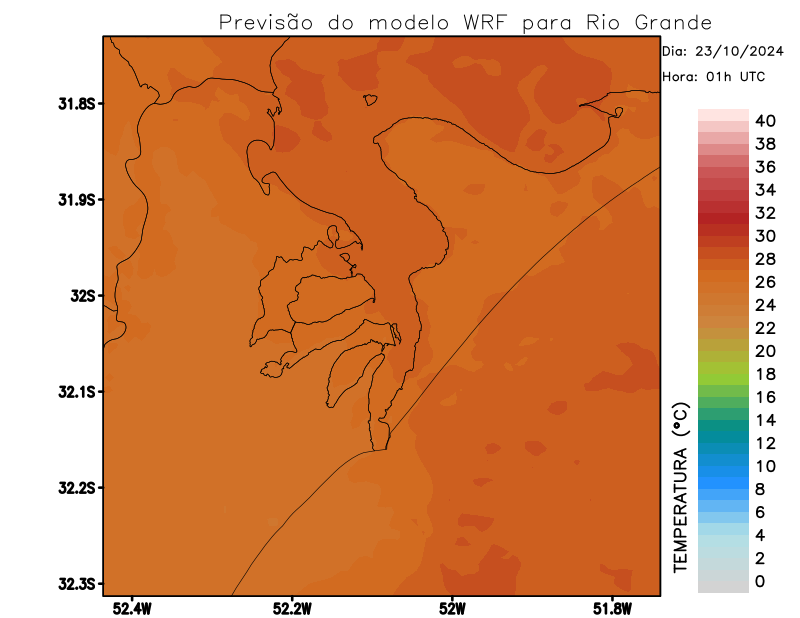 Previsão do modelo WRF para Rio Grande
Dia: 23/10/2024
Hora: 01h UTC
31.8S
31.9S
32S
32.1S
32.2S
32.3S
52.4W
52.2W
52W
51.8W
TEMPERATURA (°C)
40
38
36
34
32
30
28
26
24
22
20
18
16
14
12
10
8
6
4
2
0